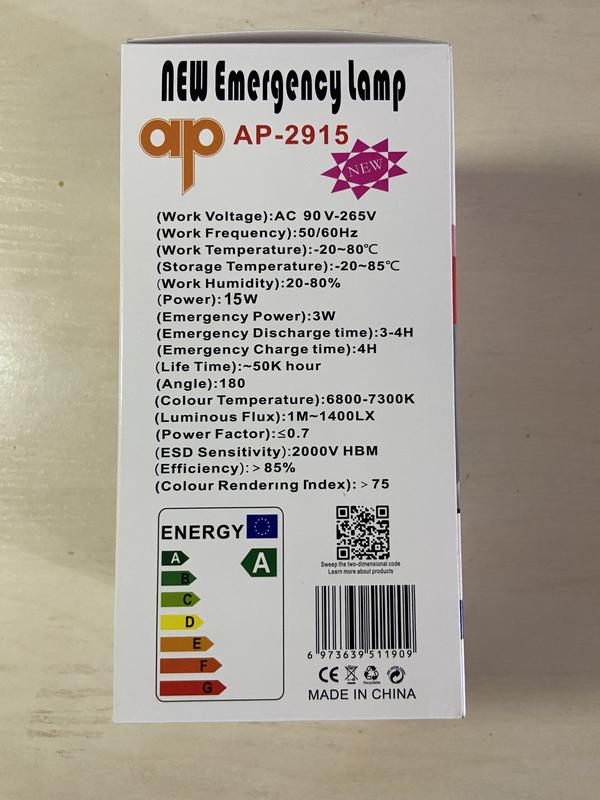 NEW Emergency Lamp
ap AP-2915
NEW
(Work Voltage):AC 90V-265V
(Work Frequency):50/60Hz
(Work Temperature):-20~80℃
(Storage Temperature):-20~85℃
(Work Humidity):20-80%
(Power):15W
(Emergency Power):3W
(Emergency Discharge time):3-4H
(Emergency Charge time):4H
(Life Time):~50K hour
(Angle):180
(Colour Temperature):6800-7300K
(Luminous Flux):1M~1400LX
(Power Factor):≤0.7
(ESD Sensitivity):2000V HBM
(Efficiency):>85%
(Colour Rendering Index):>75
ENERGY
A
A
B
C
D
E
F
G
Sweep the two-dimensional code
Learn more about products
6 973639 511909
CE
Recyclable
MADE IN CHINA